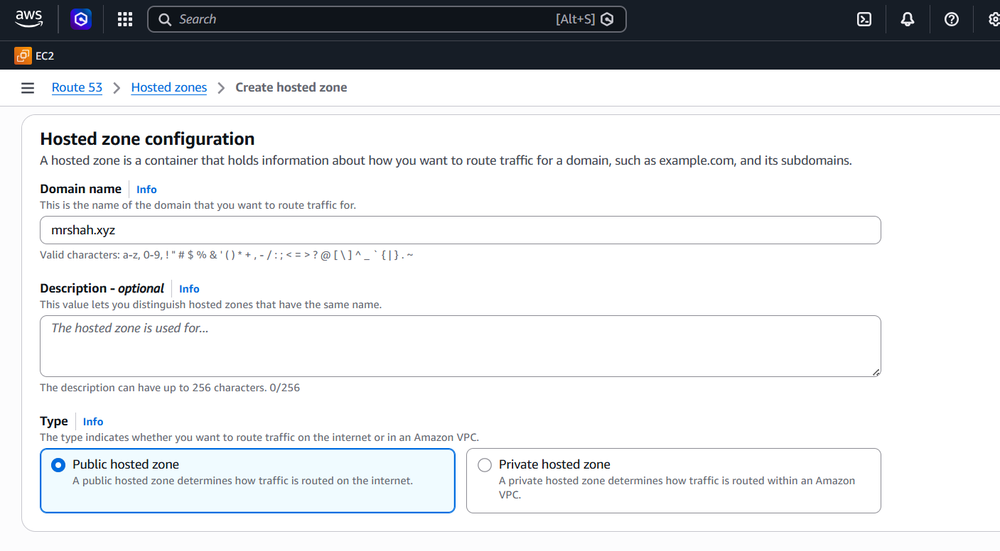 aws
Search [Alt+S]
EC2
Route 53 > Hosted zones > Create hosted zone
Hosted zone configuration
A hosted zone is a container that holds information about how you want to route traffic for a domain, such as example.com, and its subdomains.
Domain name | Info
This is the name of the domain that you want to route traffic for.
mrshah.xyz
Valid characters: a-z, 0-9, ! " # $ % & ' ( ) * + , - / : ; < = > ? @ [ \ ] ^ _ ` { | } . ~
Description - optional | Info
This value lets you distinguish hosted zones that have the same name.
The hosted zone is used for...
The description can have up to 256 characters. 0/256
Type | Info
The type indicates whether you want to route traffic on the internet or in an Amazon VPC.
Public hosted zone
A public hosted zone determines how traffic is routed on the internet.
Private hosted zone
A private hosted zone determines how traffic is routed within an Amazon
VPC.